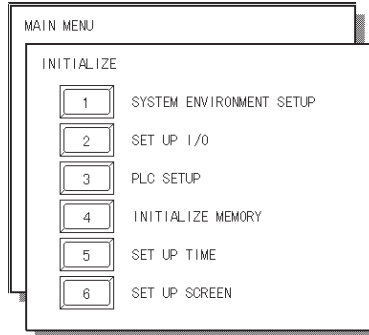 MAIN MENU
INITIALIZE
1 SYSTEM ENVIRONMENT SETUP
2 SET UP I/O
3 PLC SETUP
4 INITIALIZE MEMORY
5 SET UP TIME
6 SET UP SCREEN